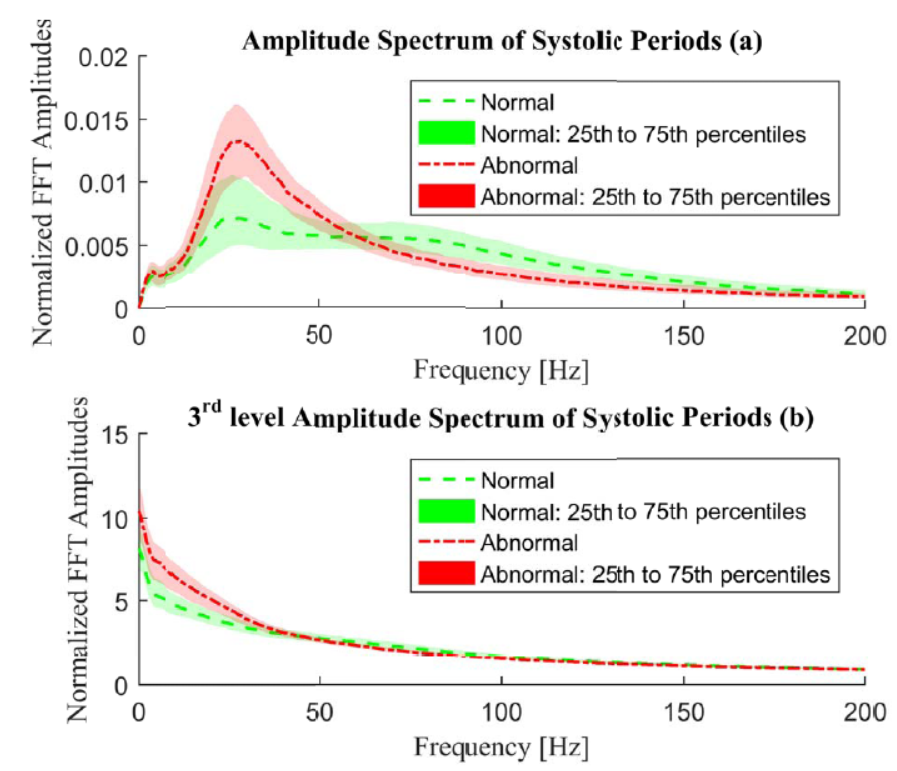 Amplitude Spectrum of Systolic Periods (a)
Normalized FFT Amplitudes
0.02
0.015
0.01
0.005
0
Normal
Normal: 25th to 75th percentiles
Abnormal
Abnormal: 25th to 75th percentiles
0 50 100 150 200
Frequency [Hz]
3rd level Amplitude Spectrum of Systolic Periods (b)
Normalized FFT Amplitudes
15
10
5
0
Normal
Normal: 25th to 75th percentiles
Abnormal
Abnormal: 25th to 75th percentiles
0 50 100 150 200
Frequency [Hz]